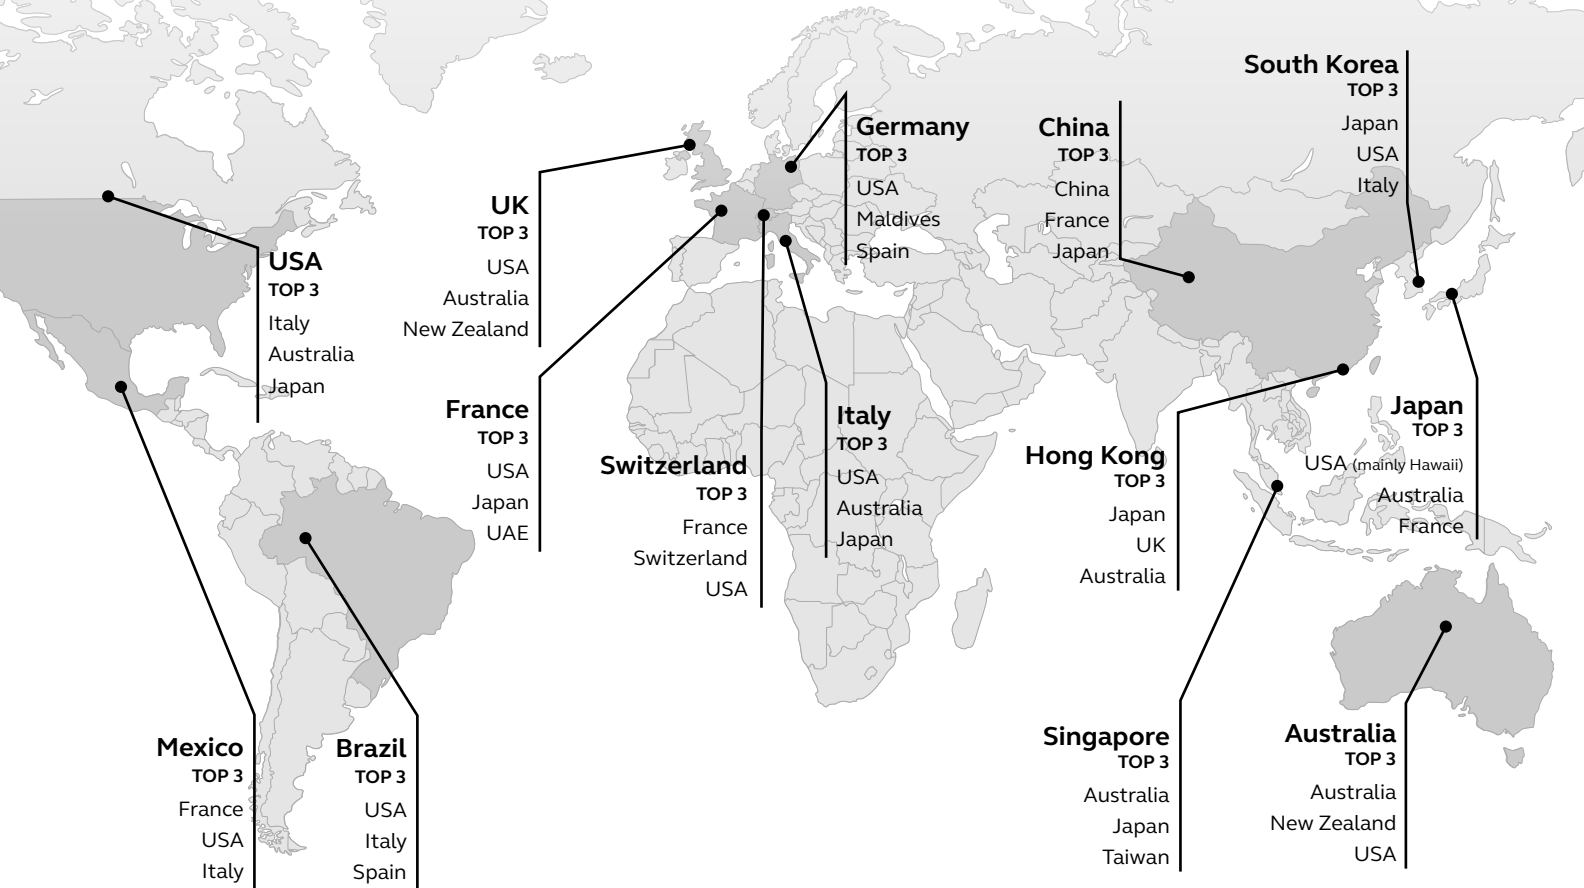 South Korea
TOP 3
Japan
USA
Italy
Germany
TOP 3
USA
Maldives
Spain
China
TOP 3
China
France
Japan
UK
TOP 3
USA
Australia
New Zealand
USA
TOP 3
Italy
Australia
Japan
France
TOP 3
USA
Japan
UAE
Switzerland
TOP 3
France
Switzerland
USA
Italy
TOP 3
USA
Australia
Japan
Hong Kong
TOP 3
Japan
UK
Australia
Japan
TOP 3
USA (mainly Hawaii)
Australia
France
Mexico
TOP 3
France
USA
Italy
Brazil
TOP 3
USA
Italy
Spain
Singapore
TOP 3
Australia
Japan
Taiwan
Australia
TOP 3
Australia
New Zealand
USA